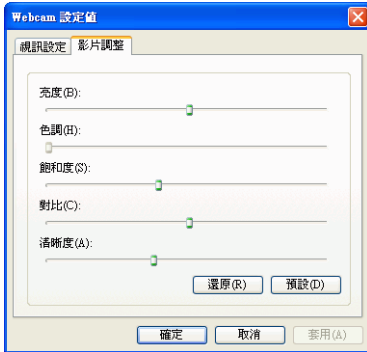 Webcam 設定值
視訊設定 影片調整
亮度(B):
色調(H):
飽和度(S):
對比(C):
清晰度(A):
還原(R) 預設(D)
確定 取消 套用(A)